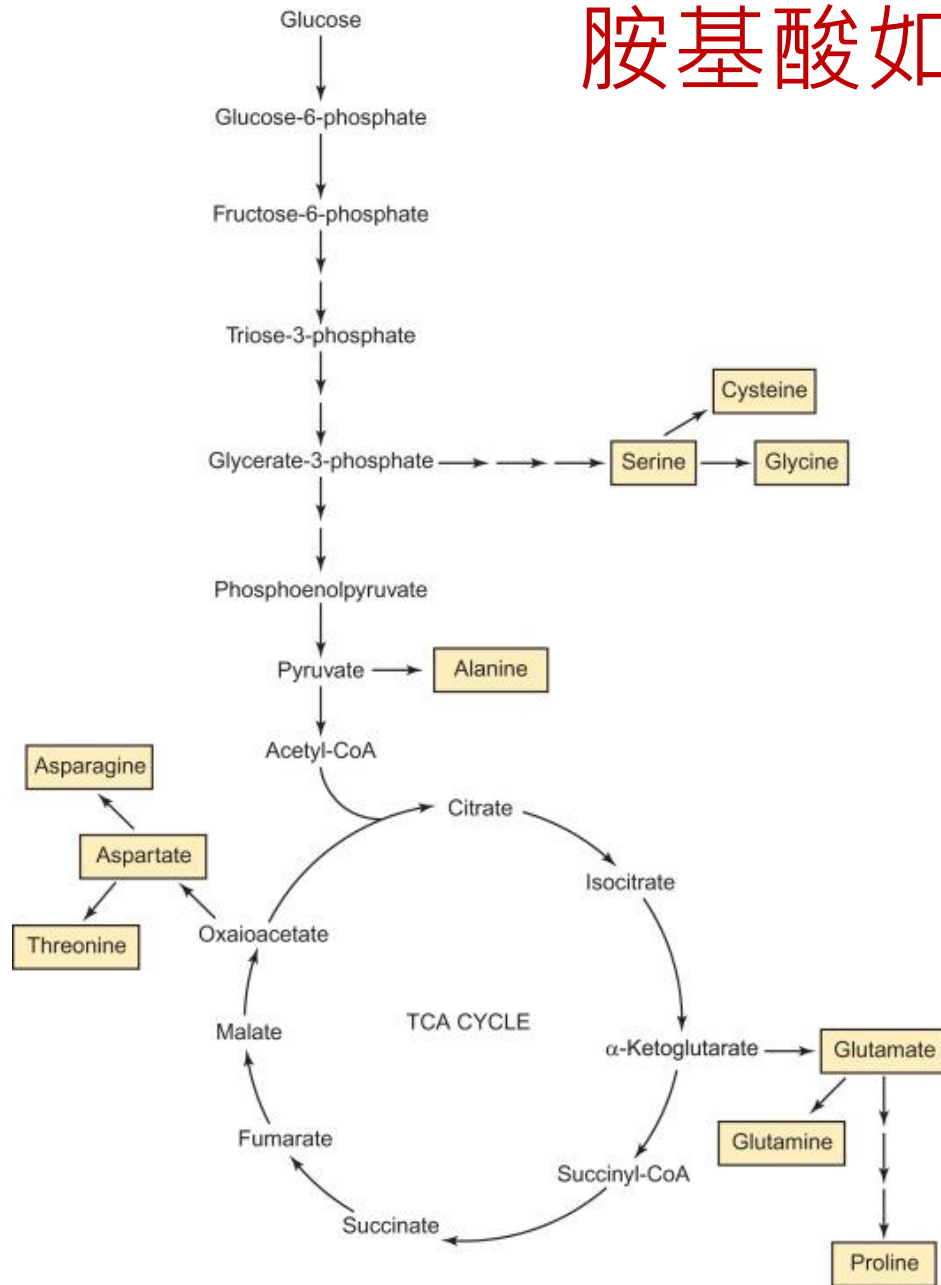 胺基酸如
Glucose
Glucose-6-phosphate
Fructose-6-phosphate
Triose-3-phosphate
Cysteine
Glycerate-3-phosphate
Serine
Glycine
Phosphoenolpyruvate
Pyruvate
Alanine
Acetyl-CoA
Asparagine
Citrate
Aspartate
Isocitrate
Oxaioacetate
Threonine
TCA CYCLE
Malate
α-Ketoglutarate
Glutamate
Fumarate
Glutamine
Succinyl-CoA
Succinate
Proline